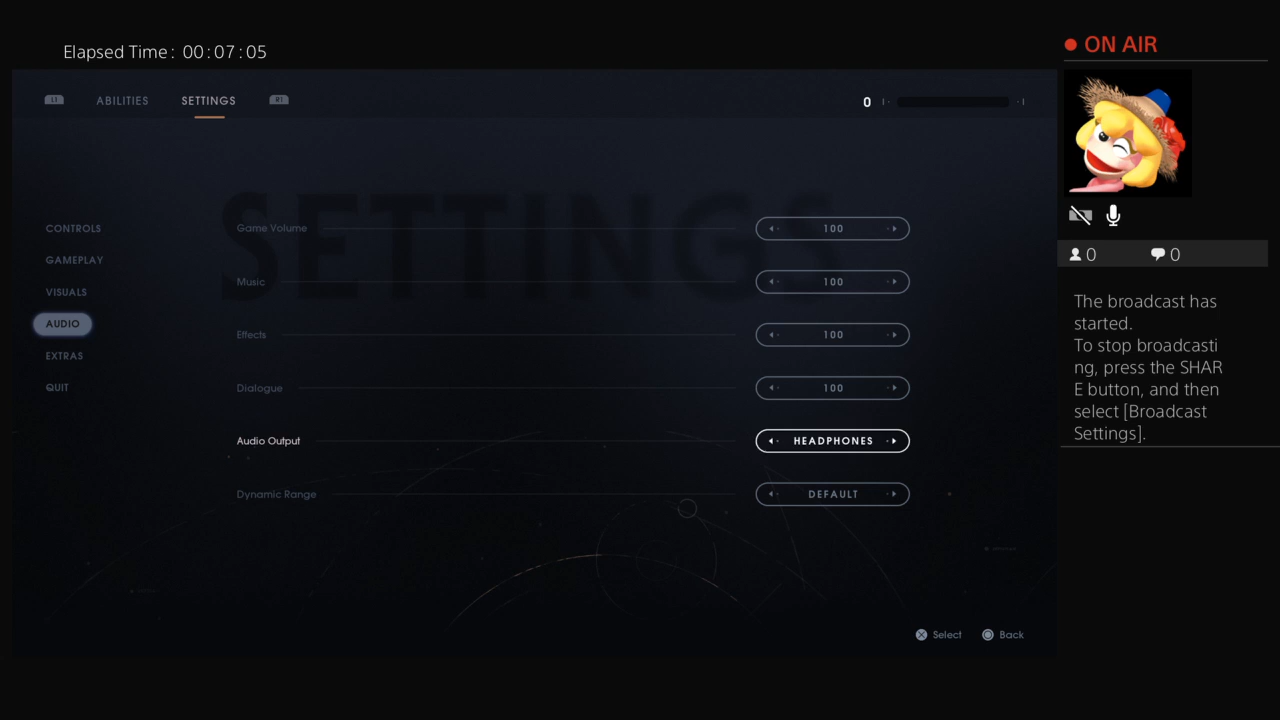 Elapsed Time: 00:07:05
ON AIR
L1
ABILITIES
SETTINGS
R1
0
SETTINGS
CONTROLS
GAMEPLAY
VISUALS
AUDIO
EXTRAS
QUIT
Game Volume
100
Music
100
Effects
100
Dialogue
100
Audio Output
HEADPHONES
Dynamic Range
DEFAULT
Select
Back
0
0
The broadcast has
started.
To stop broadcasti
ng, press the SHAR
E button, and then
select [Broadcast
Settings].